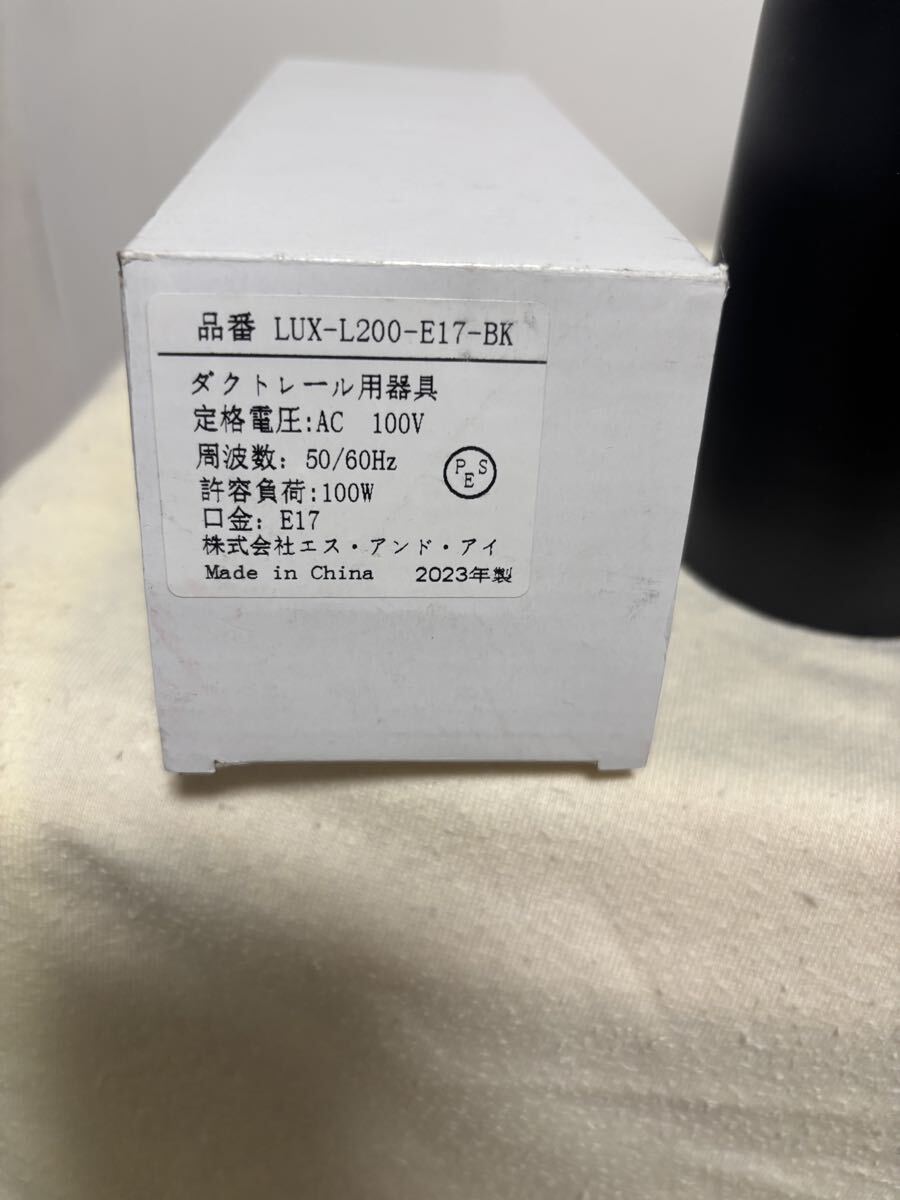 品番 LUX-L200-E17-BK
ダクトレール用器具
定格電圧:AC 100V
周波数: 50/60Hz
許容負荷:100W
口金: E17
株式会社エス・アンド・アイ
Made in China 2023年製
PSE